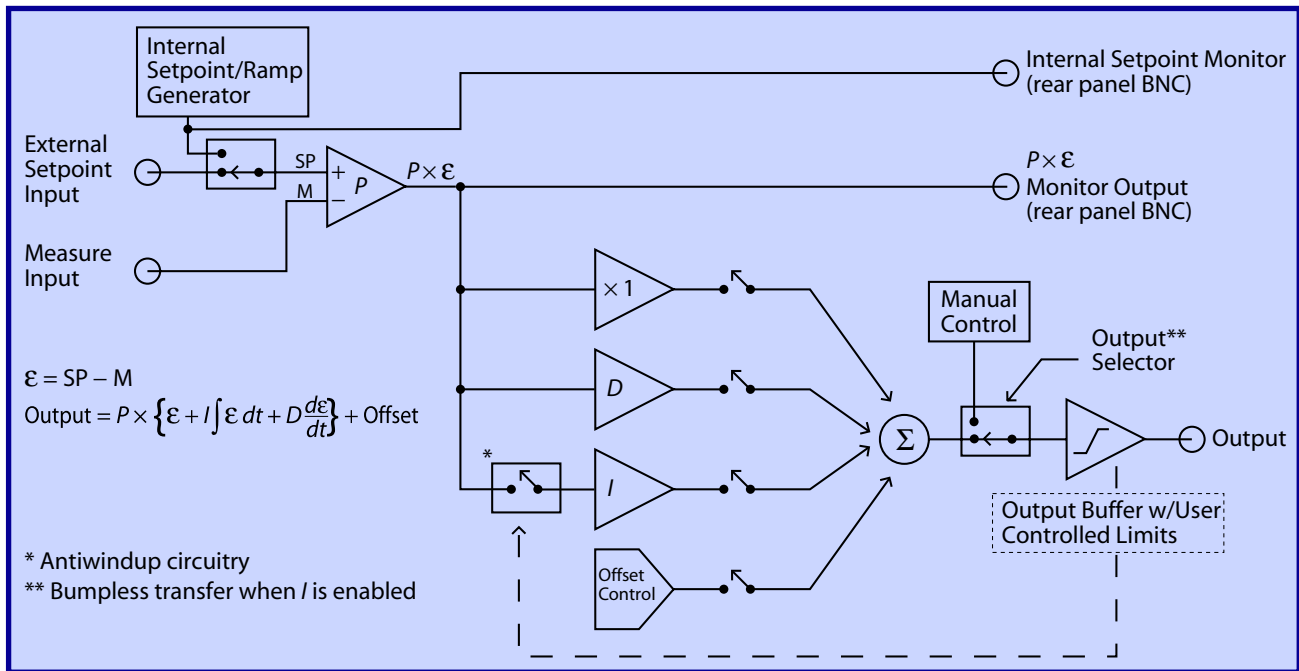 Internal
Setpoint/Ramp
Generator
Internal Setpoint Monitor
(rear panel BNC)
External
Setpoint
Input
SP
+
P
M
−
P × ε
P × ε
Monitor Output
(rear panel BNC)
Measure
Input
× 1
Manual
Control
Output**
Selector
ε = SP – M
Output = P × {ε + I∫ε dt + D dε/dt} + Offset
D
Σ
Output
*
I
Output Buffer w/User
Controlled Limits
* Antiwindup circuitry
** Bumpless transfer when I is enabled
Offset
Control